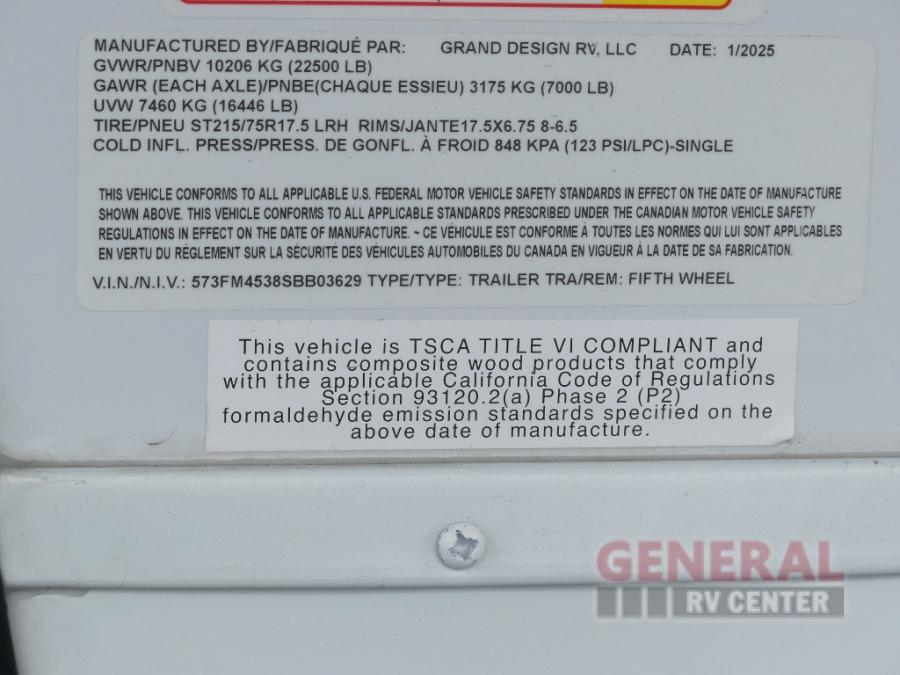 MANUFACTURED BY/FABRIQUÉ PAR: GRAND DESIGN RV, LLC DATE: 1/2025
GVWR/PNBV 10206 KG (22500 LB)
GAWR (EACH AXLE)/PNBE(CHAQUE ESSIEU) 3175 KG (7000 LB)
UVW 7460 KG (16446 LB)
TIRE/PNEU ST215/75R17.5 LRH RIMS/JANTE17.5X6.75 8-6.5
COLD INFL. PRESS/PRESS. DE GONFL. À FROID 848 KPA (123 PSI/LPC)-SINGLE
THIS VEHICLE CONFORMS TO ALL APPLICABLE U.S. FEDERAL MOTOR VEHICLE SAFETY STANDARDS IN EFFECT ON THE DATE OF MANUFACTURE
SHOWN ABOVE. THIS VEHICLE CONFORMS TO ALL APPLICABLE STANDARDS PRESCRIBED UNDER THE CANADIAN MOTOR VEHICLE SAFETY
REGULATIONS IN EFFECT ON THE DATE OF MANUFACTURE. ~ CE VÉHICULE EST CONFORME À TOUTES LES NORMES QUI LUI SONT APPLICABLES
EN VERTU DU RÉGLEMENT SUR LA SÉCURITÉ DES VÉHICULES AUTOMOBILES DU CANADA EN VIGUEUR À LA DATE DE SA FABRICATION.
V.I.N./N.I.V.: 573FM4538SBB03629 TYPE/TYPE: TRAILER TRA/REM: FIFTH WHEEL
This vehicle is TSCA TITLE VI COMPLIANT and
contains composite wood products that comply
with the applicable California Code of Regulations
Section 93120.2(a) Phase 2 (P2)
formaldehyde emission standards specified on the
above date of manufacture.
GENERAL
RV CENTER